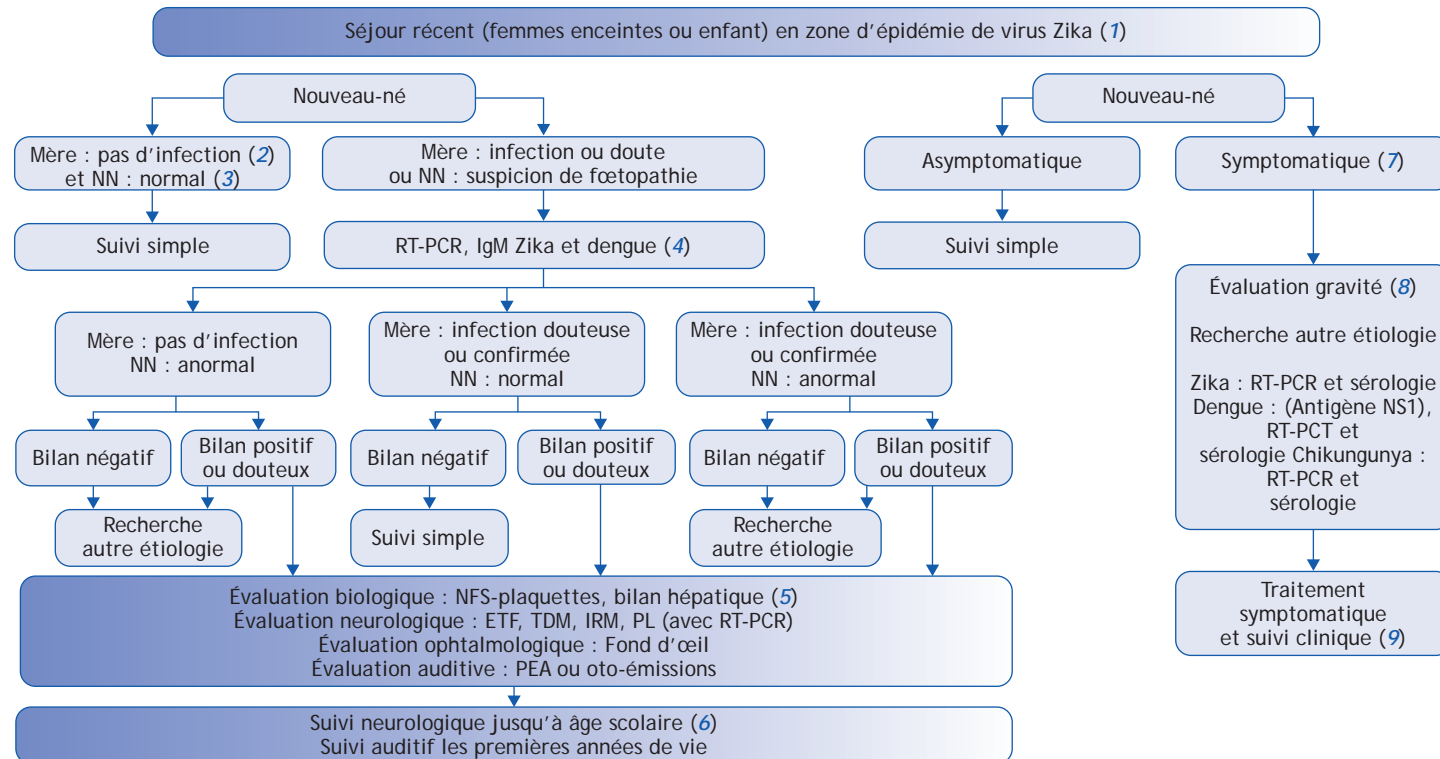 Séjour récent (femmes enceintes ou enfant) en zone d'épidémie de virus Zika (1)
Nouveau-né
Mère : pas d'infection (2)
et NN : normal (3)
Suivi simple
Mère : infection ou doute
ou NN : suspicion de fœtopathie
RT-PCR, IgM Zika et dengue (4)
Mère : pas d'infection
NN : anormal
Mère : infection douteuse
ou confirmée
NN : normal
Mère : infection douteuse
ou confirmée
NN : anormal
Bilan négatif
Bilan positif
ou douteux
Bilan négatif
Bilan positif
ou douteux
Bilan négatif
Bilan positif
ou douteux
Recherche
autre étiologie
Suivi simple
Recherche
autre étiologie
Évaluation biologique : NFS-plaquettes, bilan hépatique (5)
Évaluation neurologique : ETF, TDM, IRM, PL (avec RT-PCR)
Évaluation ophtalmologique : Fond d'œil
Évaluation auditive : PEA ou oto-émissions
Suivi neurologique jusqu'à âge scolaire (6)
Suivi auditif les premières années de vie
Nouveau-né
Asymptomatique
Suivi simple
Symptomatique (7)
Évaluation gravité (8)
Recherche autre étiologie
Zika : RT-PCR et sérologie
Dengue : (Antigène NS1),
RT-PCT et
sérologie Chikungunya :
RT-PCR et
sérologie
Traitement
symptomatique
et suivi clinique (9)